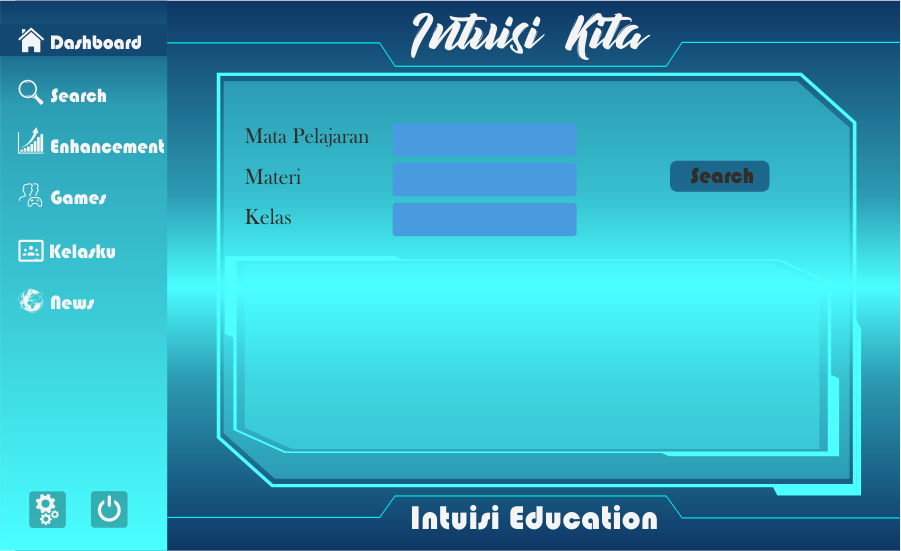 Intuisi Kita
Dashboard
Search
Enhancement
Games
Kelasku
News
Mata Pelajaran
Materi
Kelas
Search
Intuisi Education